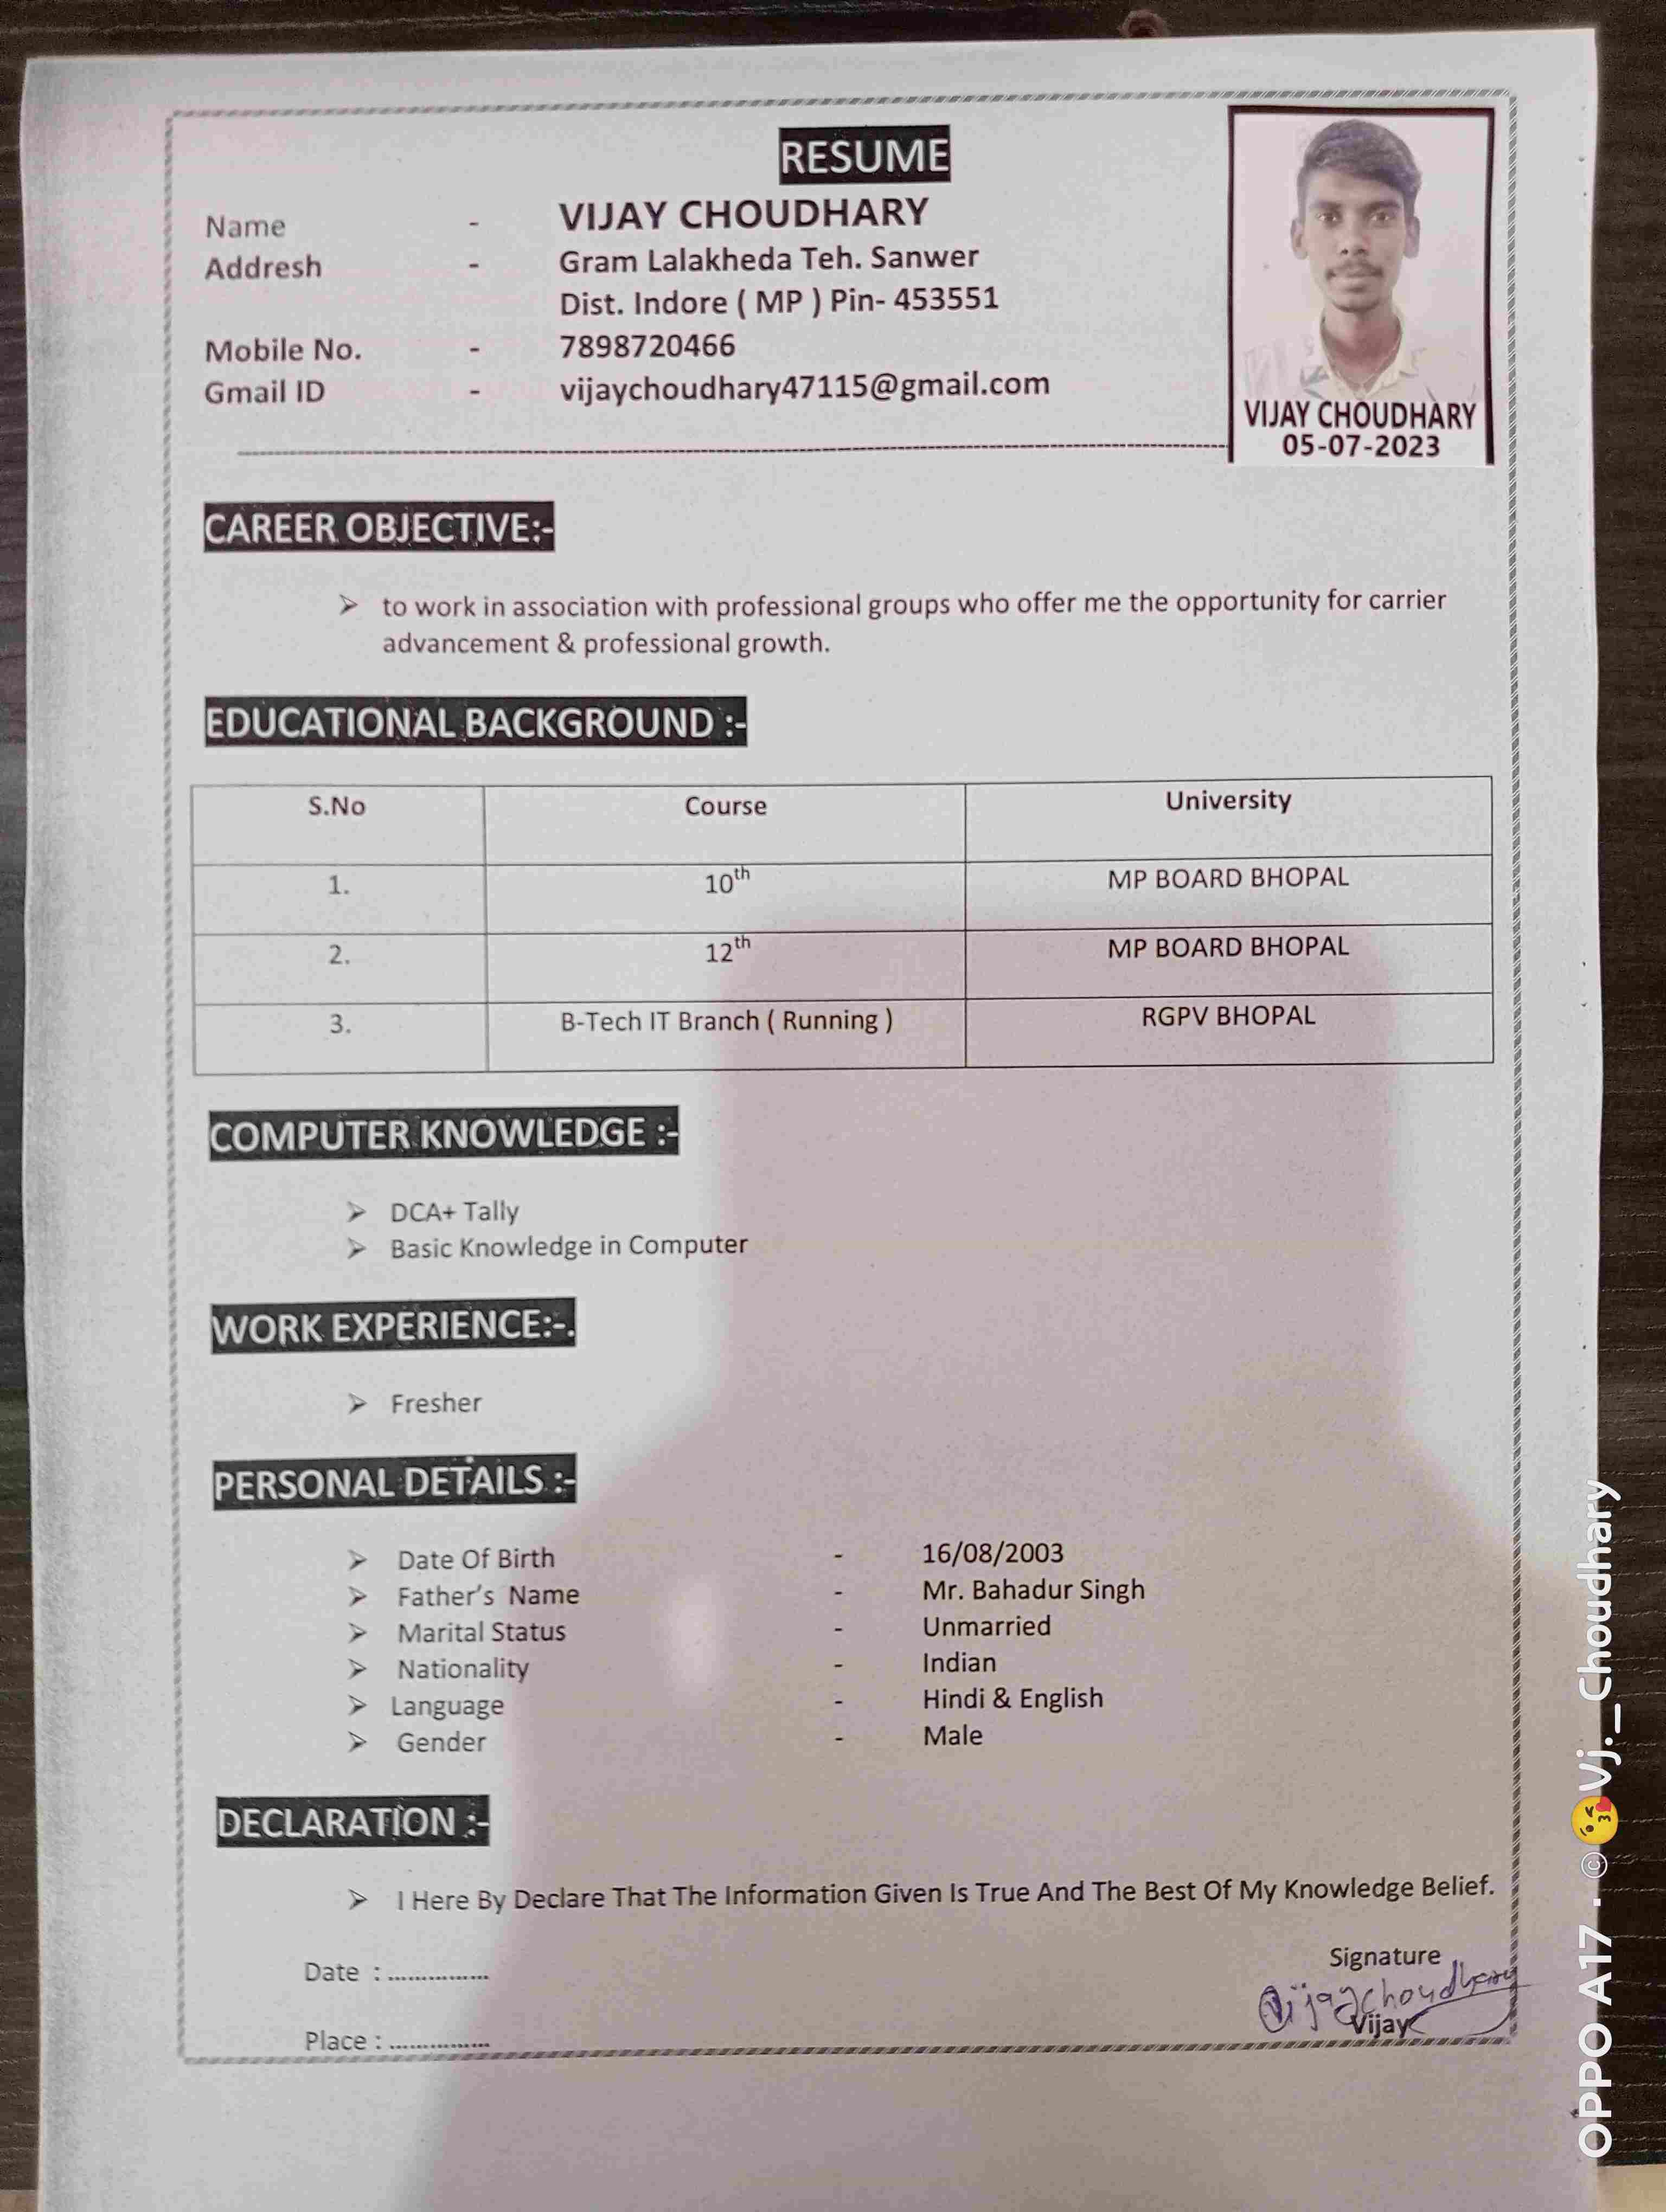 RESUME
Name - VIJAY CHOUDHARY
Addresh - Gram Lalakheda Teh. Sanwer
Dist. Indore ( MP ) Pin- 453551
Mobile No. - 7898720466
Gmail ID - vijaychoudhary47115@gmail.com
VIJAY CHOUDHARY
05-07-2023
CAREER OBJECTIVE:-
➢ to work in association with professional groups who offer me the opportunity for carrier
advancement & professional growth.
EDUCATIONAL BACKGROUND :-
S.No Course University
1. 10th MP BOARD BHOPAL
2. 12th MP BOARD BHOPAL
3. B-Tech IT Branch ( Running ) RGPV BHOPAL
COMPUTER KNOWLEDGE :-
➢ DCA+ Tally
➢ Basic Knowledge in Computer
WORK EXPERIENCE:-.
➢ Fresher
PERSONAL DETAILS :-
➢ Date Of Birth - 16/08/2003
➢ Father's Name - Mr. Bahadur Singh
➢ Marital Status - Unmarried
➢ Nationality - Indian
➢ Language - Hindi & English
➢ Gender - Male
DECLARATION :-
➢ I Here By Declare That The Information Given Is True And The Best Of My Knowledge Belief.
Date : ...............
Signature
Vijaychoudhary
Vijay
Place : ...............
OPPO A17 · ©😘Vj._Choudhary